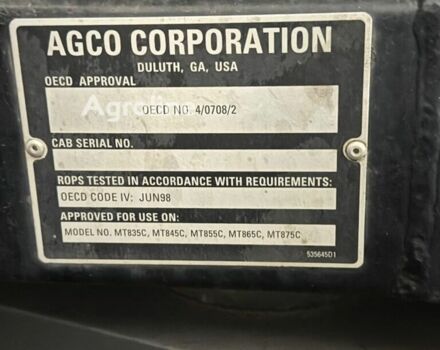 AGCO CORPORATION
DULUTH, GA, USA
OECD APPROVAL
OECD NO. 4/0708/2
CAB SERIAL NO.
ROPS TESTED IN ACCORDANCE WITH REQUIREMENTS:
OECD CODE IV: JUN98
APPROVED FOR USE ON:
MODEL NO. MT835C, MT845C, MT855C, MT865C, MT875C
535645D1